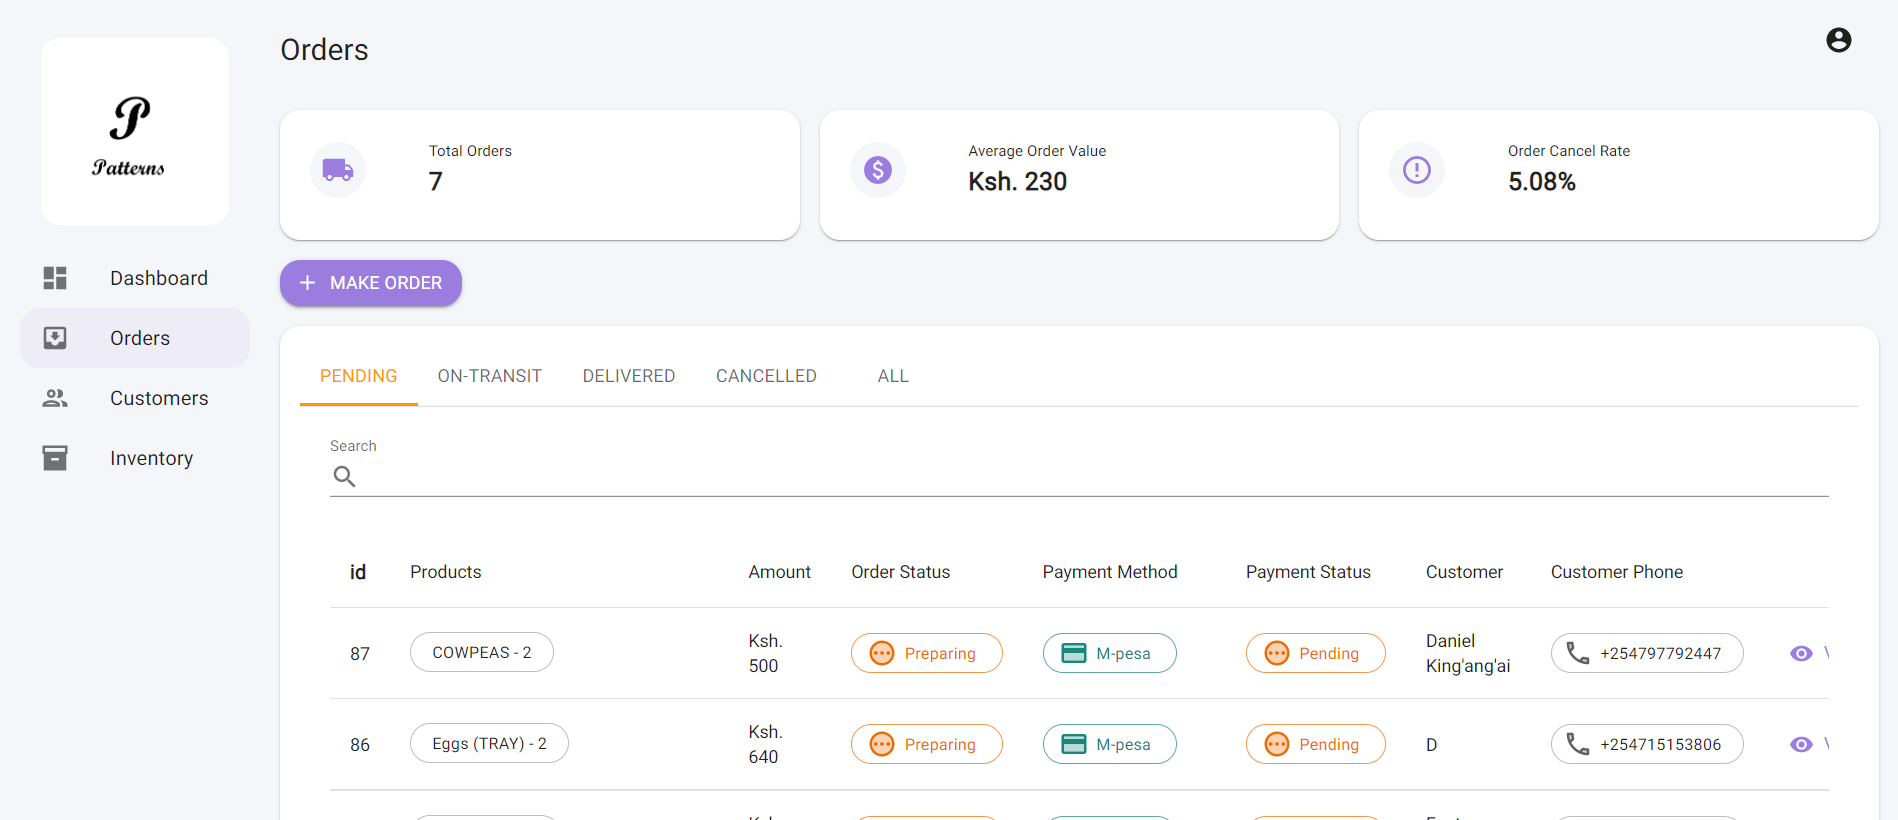 Orders
P
Patterns
Total Orders
7
Average Order Value
Ksh. 230
Order Cancel Rate
5.08%
Dashboard
Orders
Customers
Inventory
MAKE ORDER
PENDING ON-TRANSIT DELIVERED CANCELLED ALL
Search
id Products Amount Order Status Payment Method Payment Status Customer Customer Phone
87 COWPEAS - 2 Ksh. 500 Preparing M-pesa Pending Daniel King'ang'ai +254797792447
86 Eggs (TRAY) - 2 Ksh. 640 Preparing M-pesa Pending D +254715153806